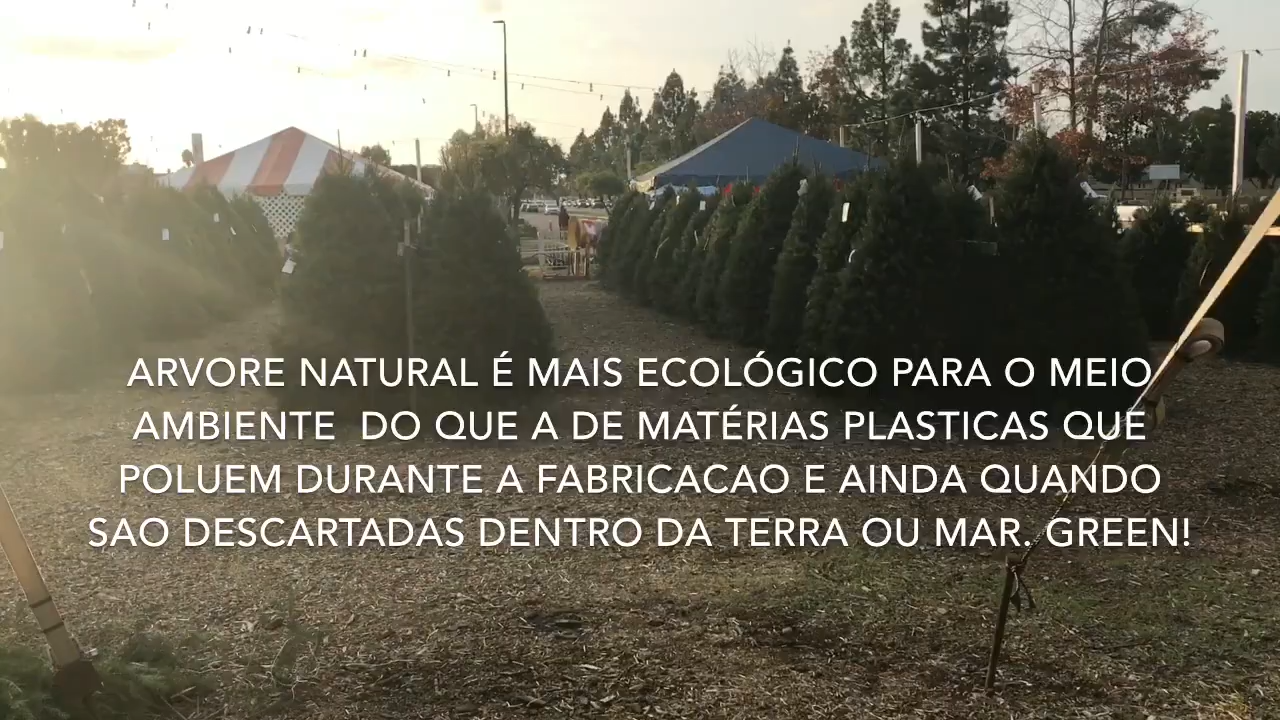 ARVORE NATURAL É MAIS ECOLÓGICO PARA O MEIO
AMBIENTE DO QUE A DE MATÉRIAS PLASTICAS QUE
POLUEM DURANTE A FABRICACAO E AINDA QUANDO
SAO DESCARTADAS DENTRO DA TERRA OU MAR. GREEN!